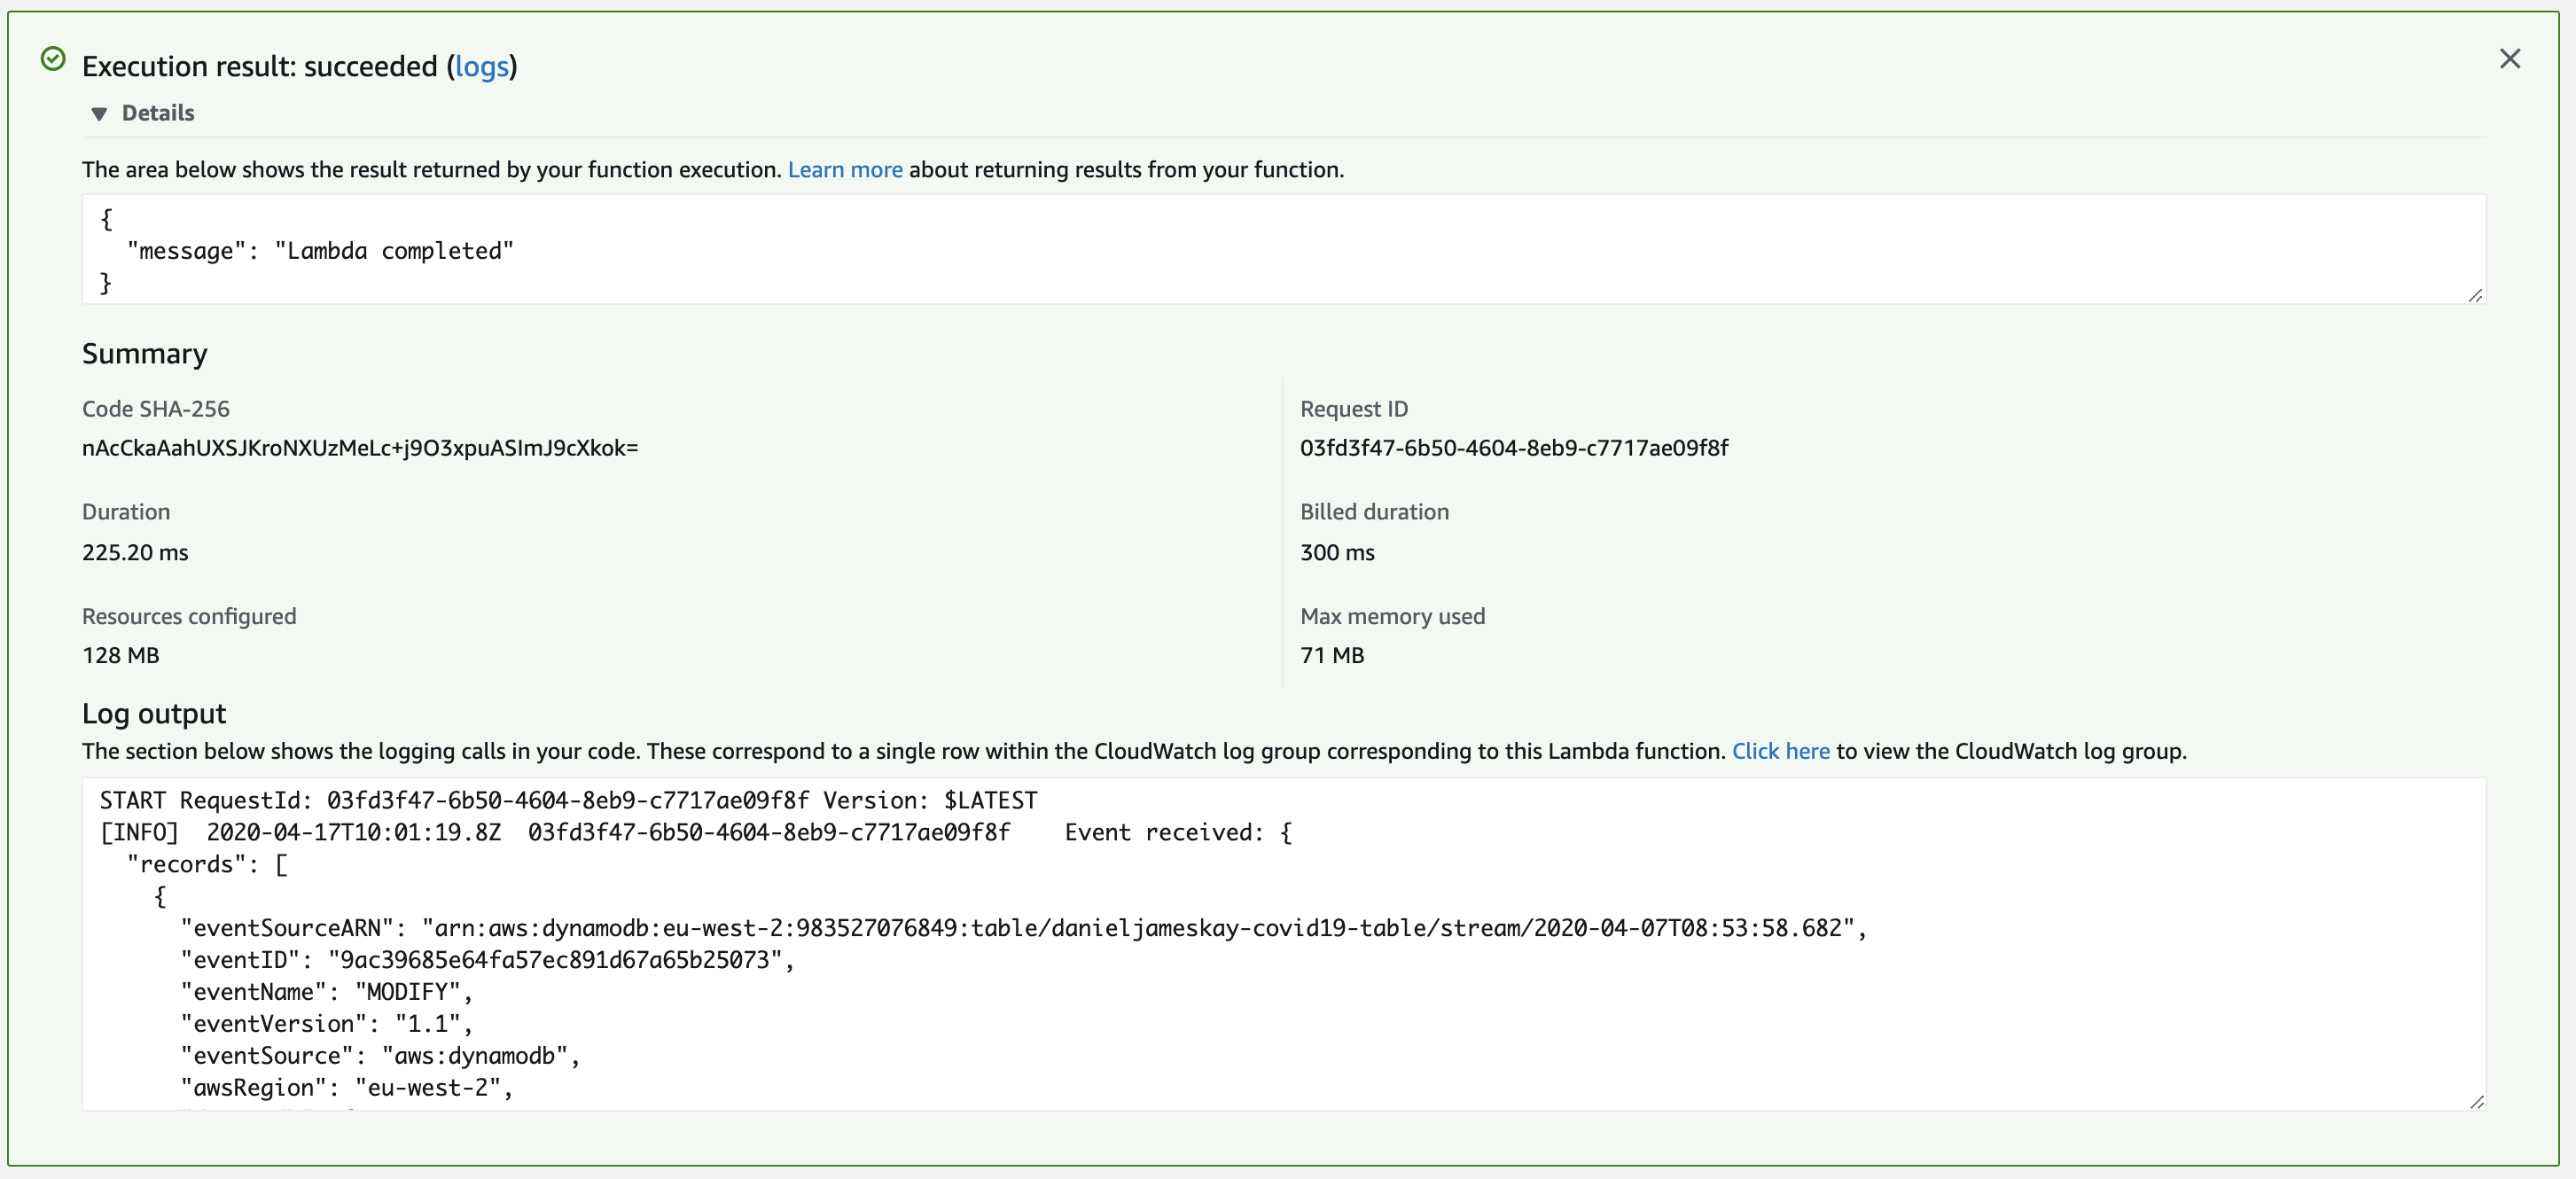 Execution result: succeeded (logs)
Details
The area below shows the result returned by your function execution. Learn more about returning results from your function.
{
  "message": "Lambda completed"
}
Summary
Code SHA-256
nAcCkaAahUXSJKroNXUzMeLc+j9O3xpuASImJ9cXkok=
Request ID
03fd3f47-6b50-4604-8eb9-c7717ae09f8f
Duration
225.20 ms
Billed duration
300 ms
Resources configured
128 MB
Max memory used
71 MB
Log output
The section below shows the logging calls in your code. These correspond to a single row within the CloudWatch log group corresponding to this Lambda function. Click here to view the CloudWatch log group.
START RequestId: 03fd3f47-6b50-4604-8eb9-c7717ae09f8f Version: $LATEST
[INFO]  2020-04-17T10:01:19.8Z  03fd3f47-6b50-4604-8eb9-c7717ae09f8f    Event received: {
  "records": [
    {
      "eventSourceARN": "arn:aws:dynamodb:eu-west-2:983527076849:table/danieljameskay-covid19-table/stream/2020-04-07T08:53:58.682",
      "eventID": "9ac39685e64fa57ec891d67a65b25073",
      "eventName": "MODIFY",
      "eventVersion": "1.1",
      "eventSource": "aws:dynamodb",
      "awsRegion": "eu-west-2",